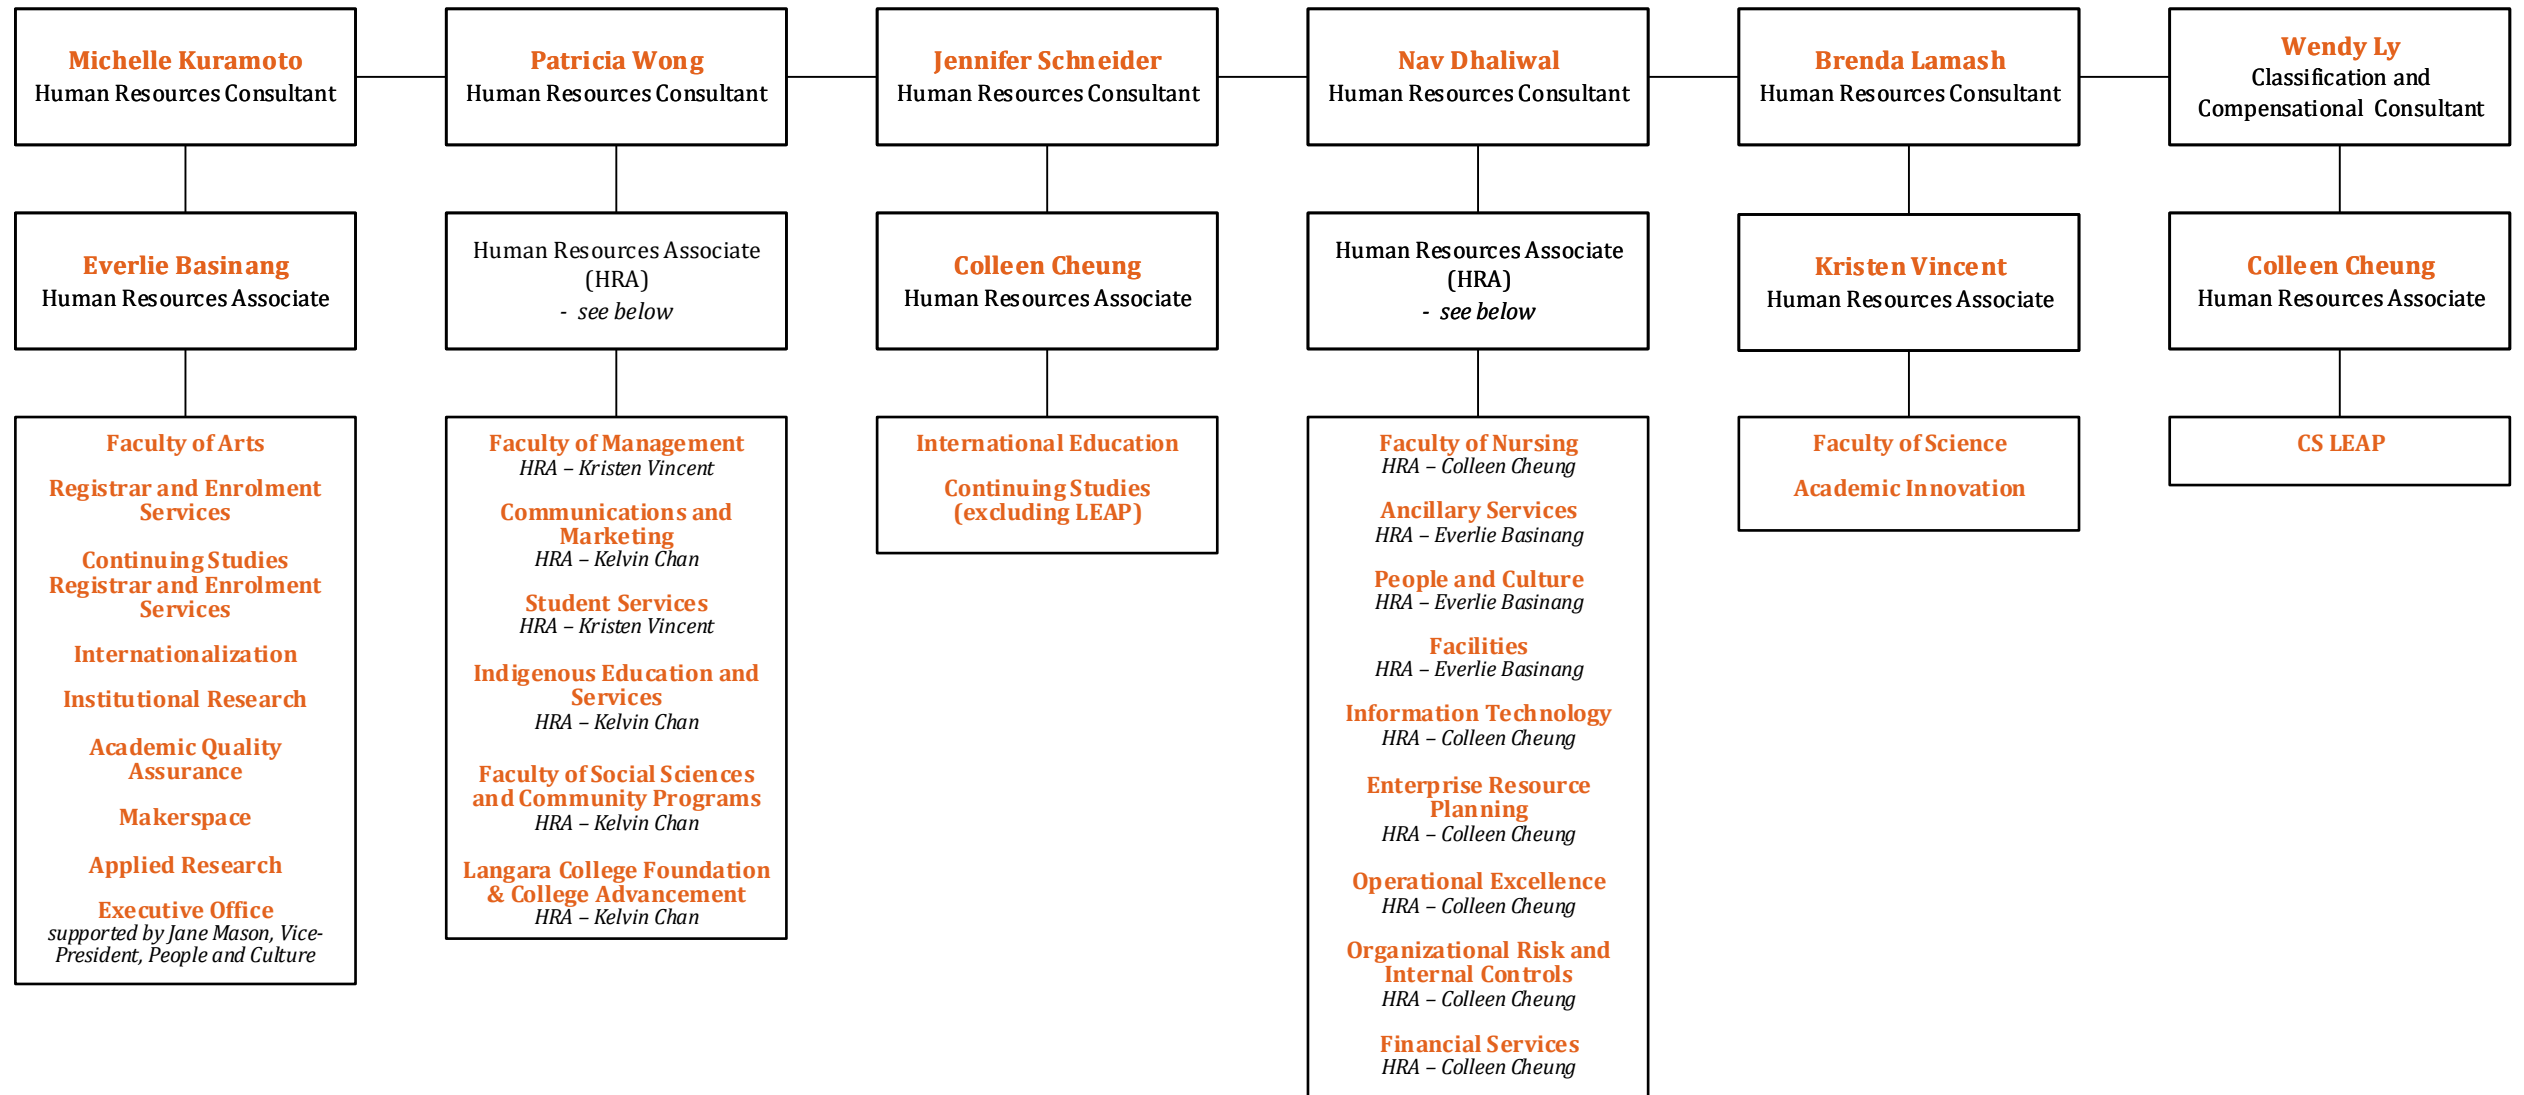 Michelle Kuramoto
Human Resources Consultant
Patricia Wong
Human Resources Consultant
Jennifer Schneider
Human Resources Consultant
Nav Dhaliwal
Human Resources Consultant
Brenda Lamash
Human Resources Consultant
Wendy Ly
Classification and
Compensational Consultant
Everlie Basinang
Human Resources Associate
Human Resources Associate
(HRA)
- see below
Colleen Cheung
Human Resources Associate
Human Resources Associate
(HRA)
- see below
Kristen Vincent
Human Resources Associate
Colleen Cheung
Human Resources Associate
Faculty of Arts
Registrar and Enrolment
Services
Continuing Studies
Registrar and Enrolment
Services
Internationalization
Institutional Research
Academic Quality
Assurance
Makerspace
Applied Research
Executive Office
supported by Jane Mason, Vice-
President, People and Culture
Faculty of Management
HRA – Kristen Vincent
Communications and
Marketing
HRA – Kelvin Chan
Student Services
HRA – Kristen Vincent
Indigenous Education and
Services
HRA – Kelvin Chan
Faculty of Social Sciences
and Community Programs
HRA – Kelvin Chan
Langara College Foundation
& College Advancement
HRA – Kelvin Chan
International Education
Continuing Studies
(excluding LEAP)
Faculty of Nursing
HRA – Colleen Cheung
Ancillary Services
HRA – Everlie Basinang
People and Culture
HRA – Everlie Basinang
Facilities
HRA – Everlie Basinang
Information Technology
HRA – Colleen Cheung
Enterprise Resource
Planning
HRA – Colleen Cheung
Operational Excellence
HRA – Colleen Cheung
Organizational Risk and
Internal Controls
HRA – Colleen Cheung
Financial Services
HRA – Colleen Cheung
Faculty of Science
Academic Innovation
CS LEAP